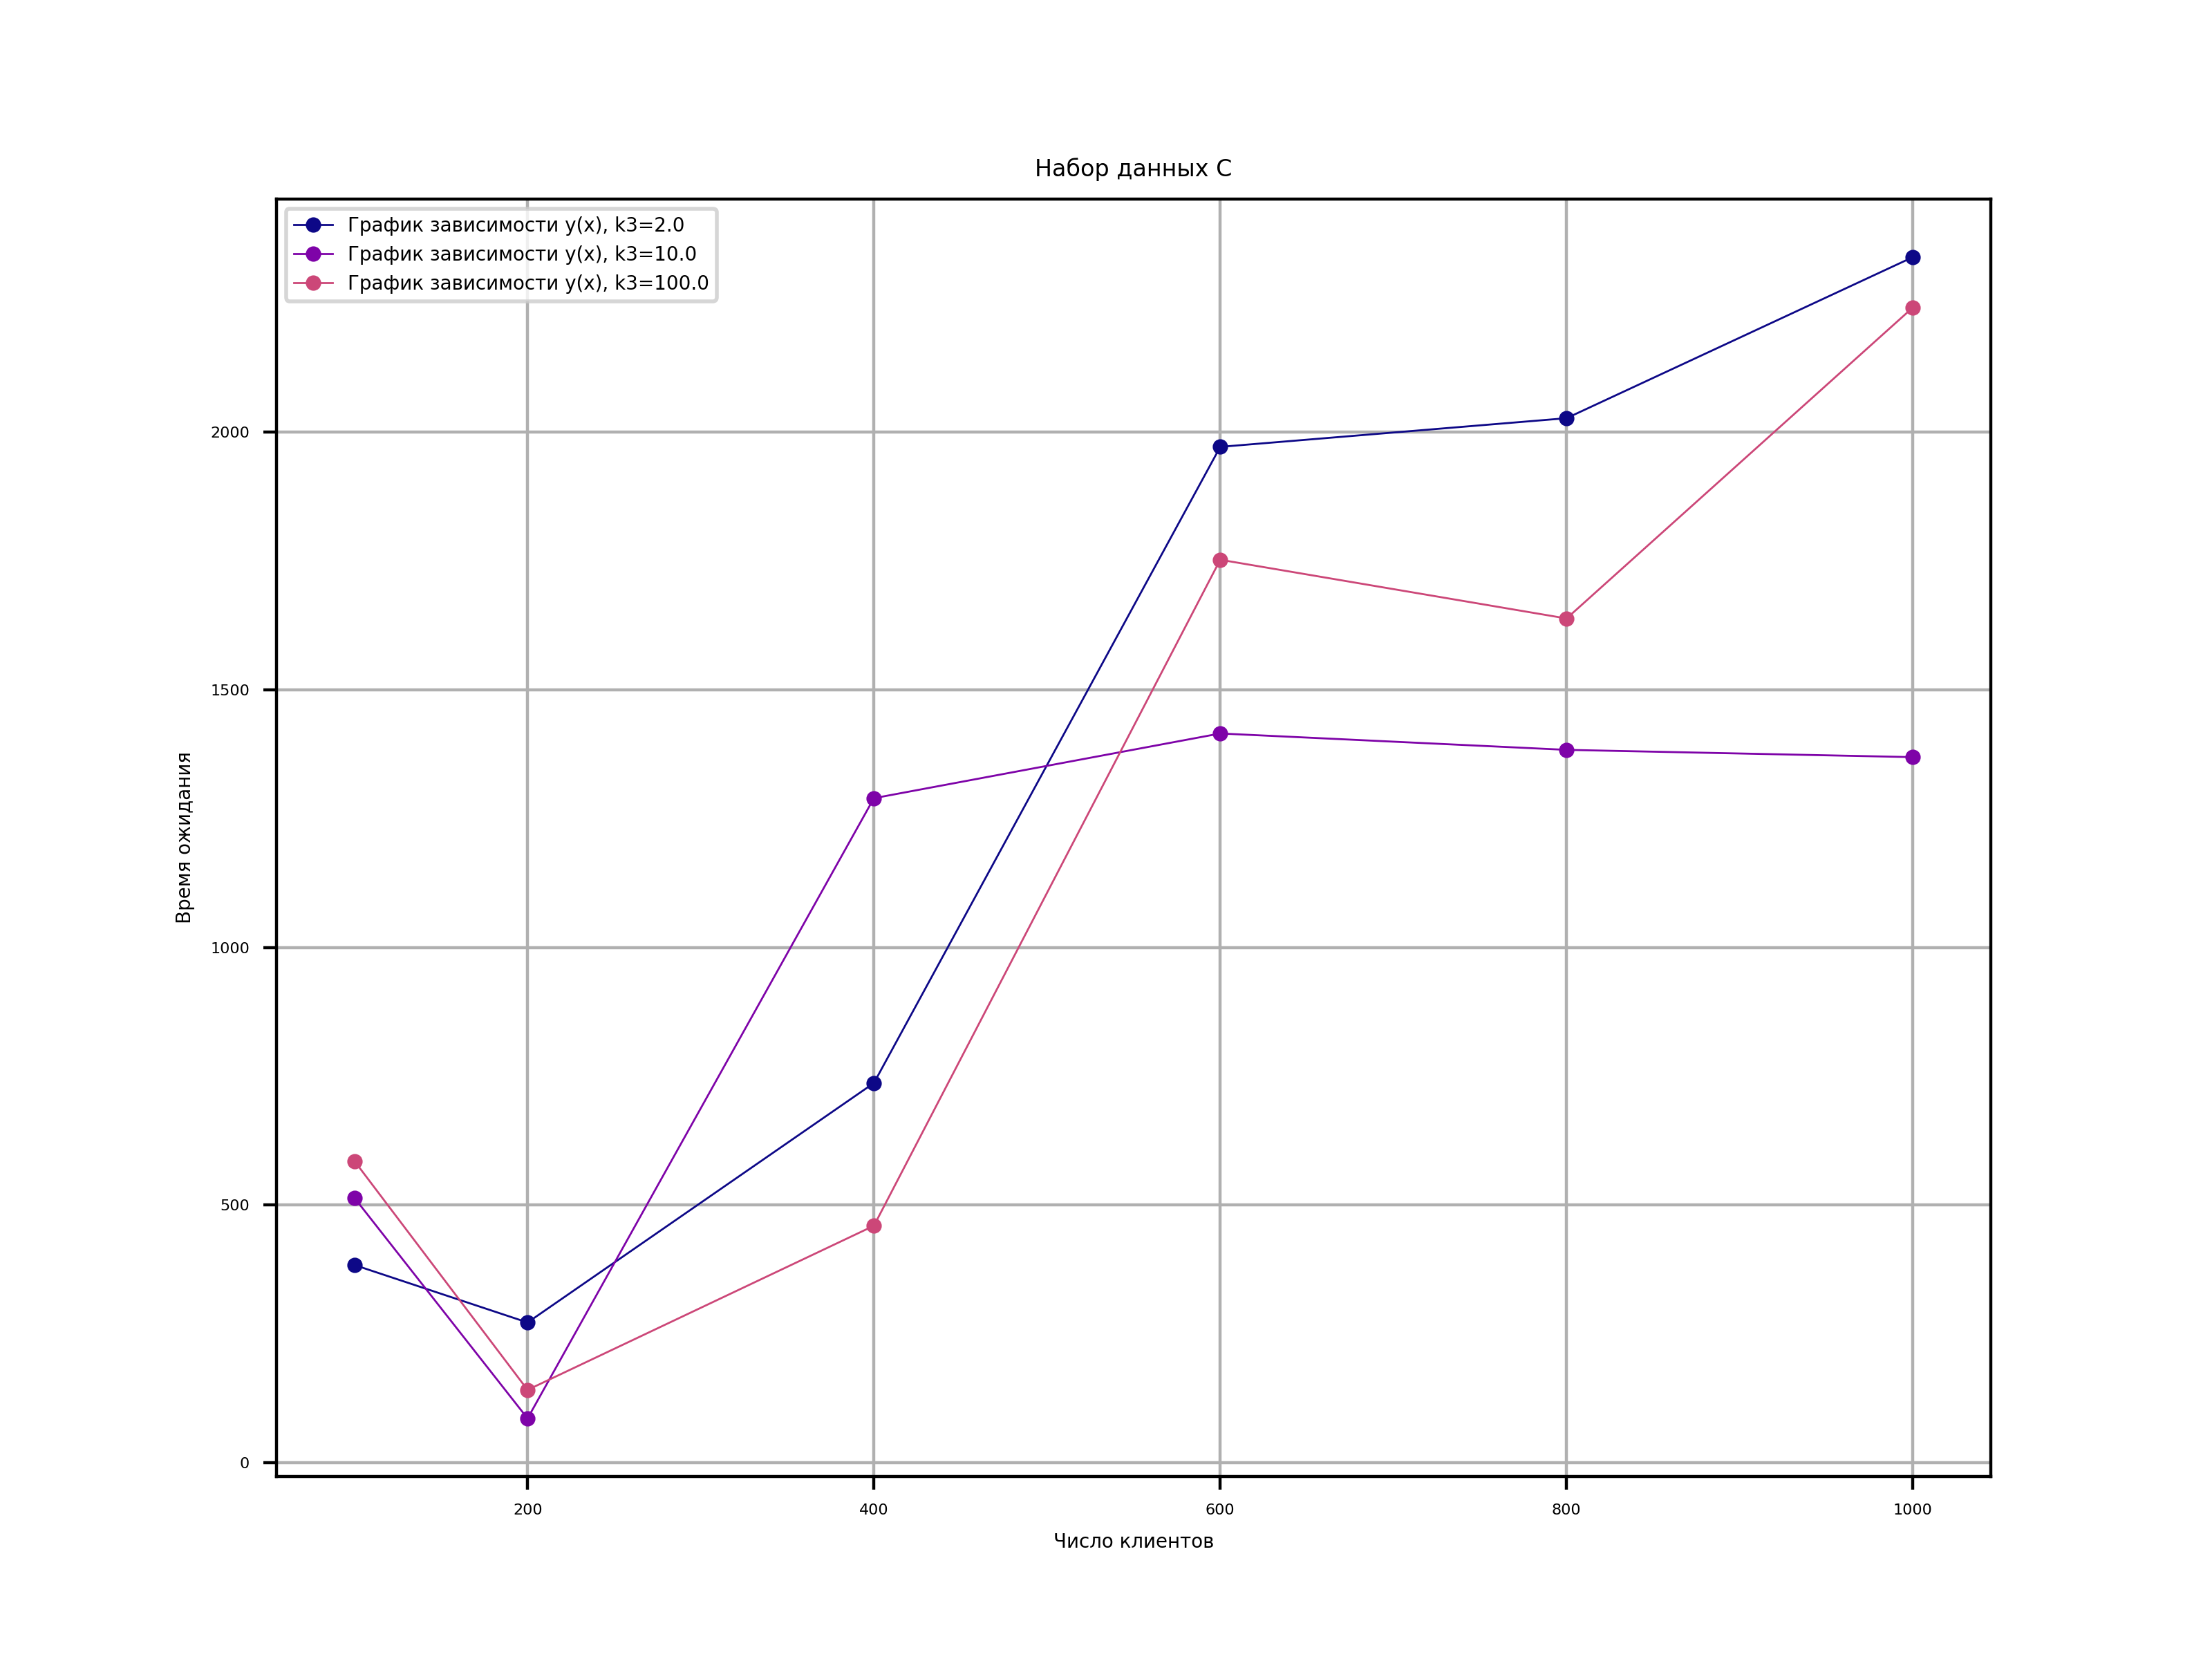 Набор данных C
График зависимости y(x), k3=2.0
График зависимости y(x), k3=10.0
График зависимости y(x), k3=100.0
2000
1500
1000
500
0
Время ожидания
200 400 600 800 1000
Число клиентов